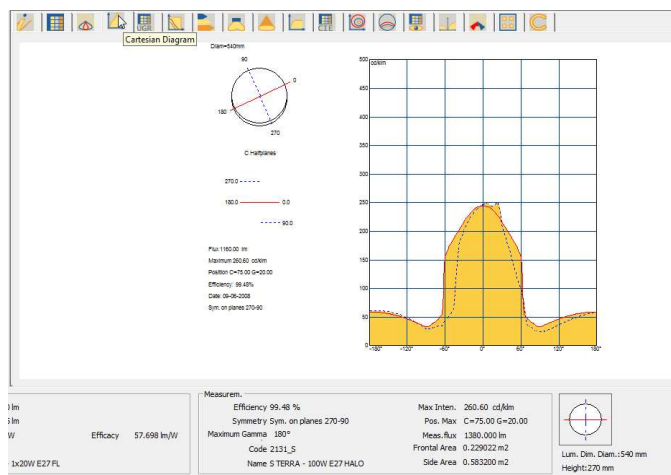 UGR
CIE
Cartesian Diagram
Diam=540mm
90
0
180
270
C Halfplanes
270.0
180.0 0.0
90.0
Flux 1160.00 lm
Maximum 260.60 cd/klm
Position C=75.00 G=20.00
Efficiency: 99.48%
Date: 09-06-2008
Sym. on planes 270-90
500 cd/klm
450
400
350
300
250
200
150
100
50
0
-180° -120° -60° 0° 60° 120° 180°
Measurem.
Efficiency 99.48 %
Symmetry Sym. on planes 270-90
Maximum Gamma 180°
Code 2131_S
Name S TERRA - 100W E27 HALO
Max Inten. 260.60 cd/klm
Pos. Max C=75.00 G=20.00
Meas.flux 1380.000 lm
Frontal Area 0.229022 m2
Side Area 0.583200 m2
lm
lm
W Efficacy 57.698 lm/W
1x20W E27 FL
Lum. Dim. Diam.:540 mm
Height:270 mm